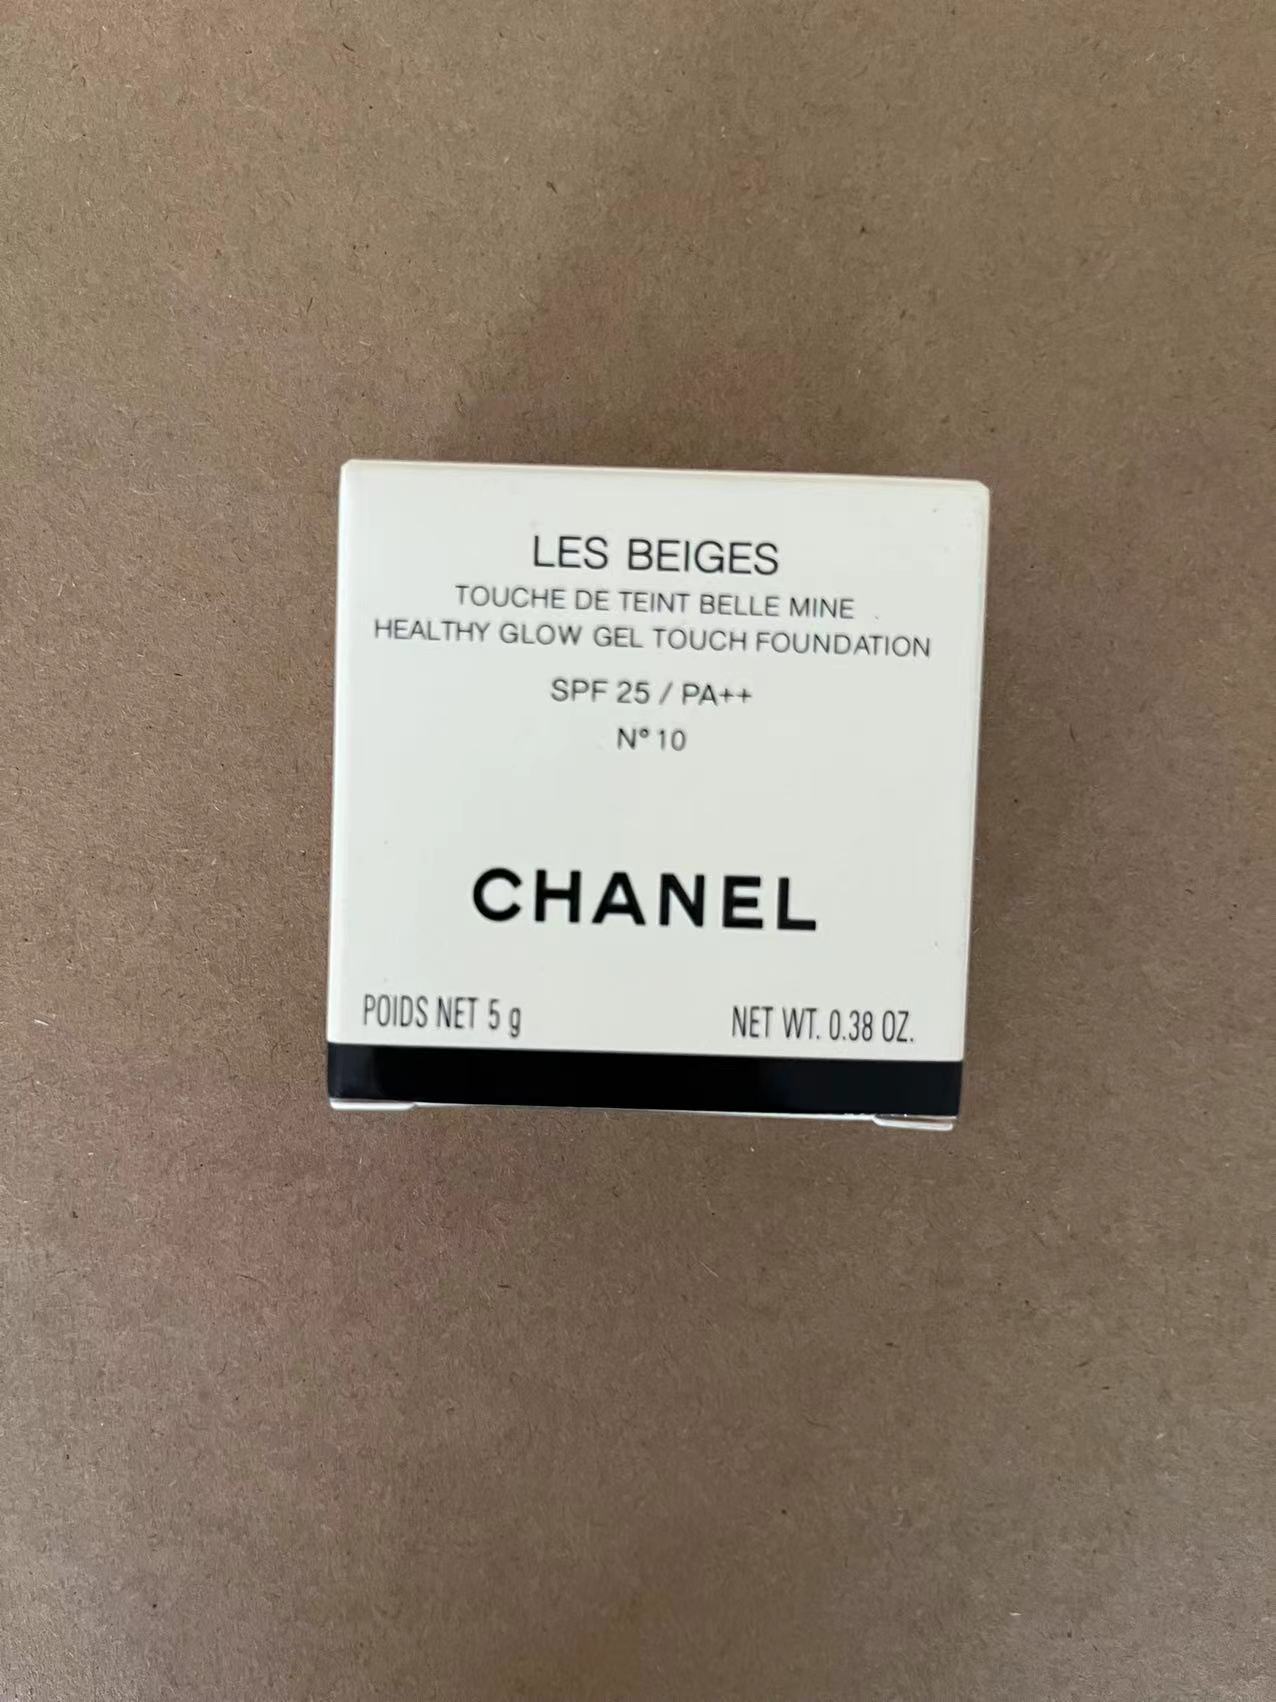 LES BEIGES
TOUCHE DE TEINT BELLE MINE
HEALTHY GLOW GEL TOUCH FOUNDATION
SPF 25 / PA++
N° 10
CHANEL
POIDS NET 5 g
NET WT. 0.38 OZ.